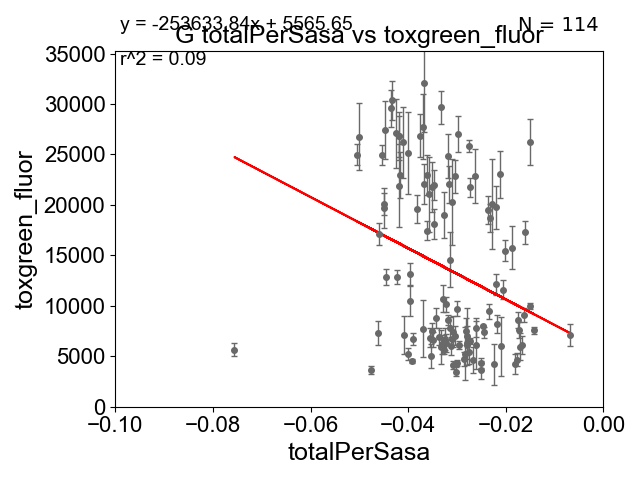 y = -253633.84x + 5565.65
N = 114
G totalPerSasa vs toxgreen_fluor
r^2 = 0.09
35000
30000
25000
20000
15000
10000
5000
0
toxgreen_fluor
−0.10 −0.08 −0.06 −0.04 −0.02 0.00
totalPerSasa